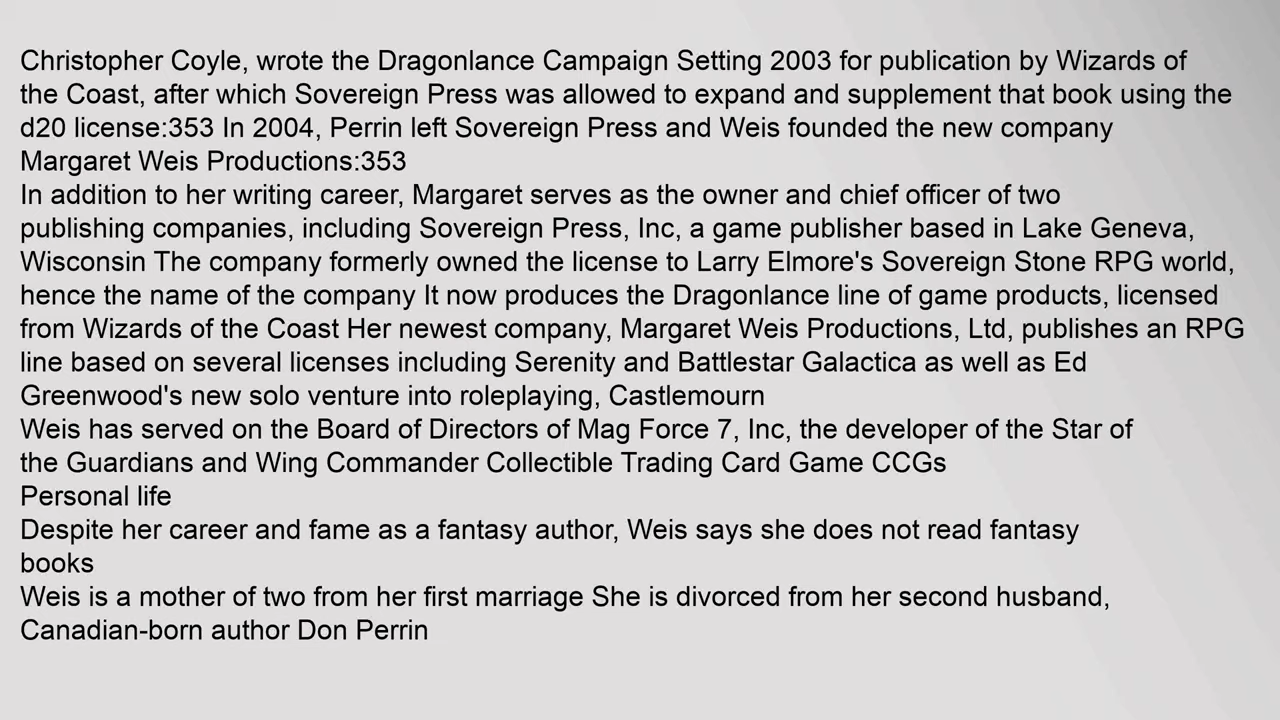 Christopher Coyle, wrote the Dragonlance Campaign Setting 2003 for publication by Wizards of
the Coast, after which Sovereign Press was allowed to expand and supplement that book using the
d20 license:353 In 2004, Perrin left Sovereign Press and Weis founded the new company
Margaret Weis Productions:353
In addition to her writing career, Margaret serves as the owner and chief officer of two
publishing companies, including Sovereign Press, Inc, a game publisher based in Lake Geneva,
Wisconsin The company formerly owned the license to Larry Elmore's Sovereign Stone RPG world,
hence the name of the company It now produces the Dragonlance line of game products, licensed
from Wizards of the Coast Her newest company, Margaret Weis Productions, Ltd, publishes an RPG
line based on several licenses including Serenity and Battlestar Galactica as well as Ed
Greenwood's new solo venture into roleplaying, Castlemourn
Weis has served on the Board of Directors of Mag Force 7, Inc, the developer of the Star of
the Guardians and Wing Commander Collectible Trading Card Game CCGs
Personal life
Despite her career and fame as a fantasy author, Weis says she does not read fantasy
books
Weis is a mother of two from her first marriage She is divorced from her second husband,
Canadian-born author Don Perrin